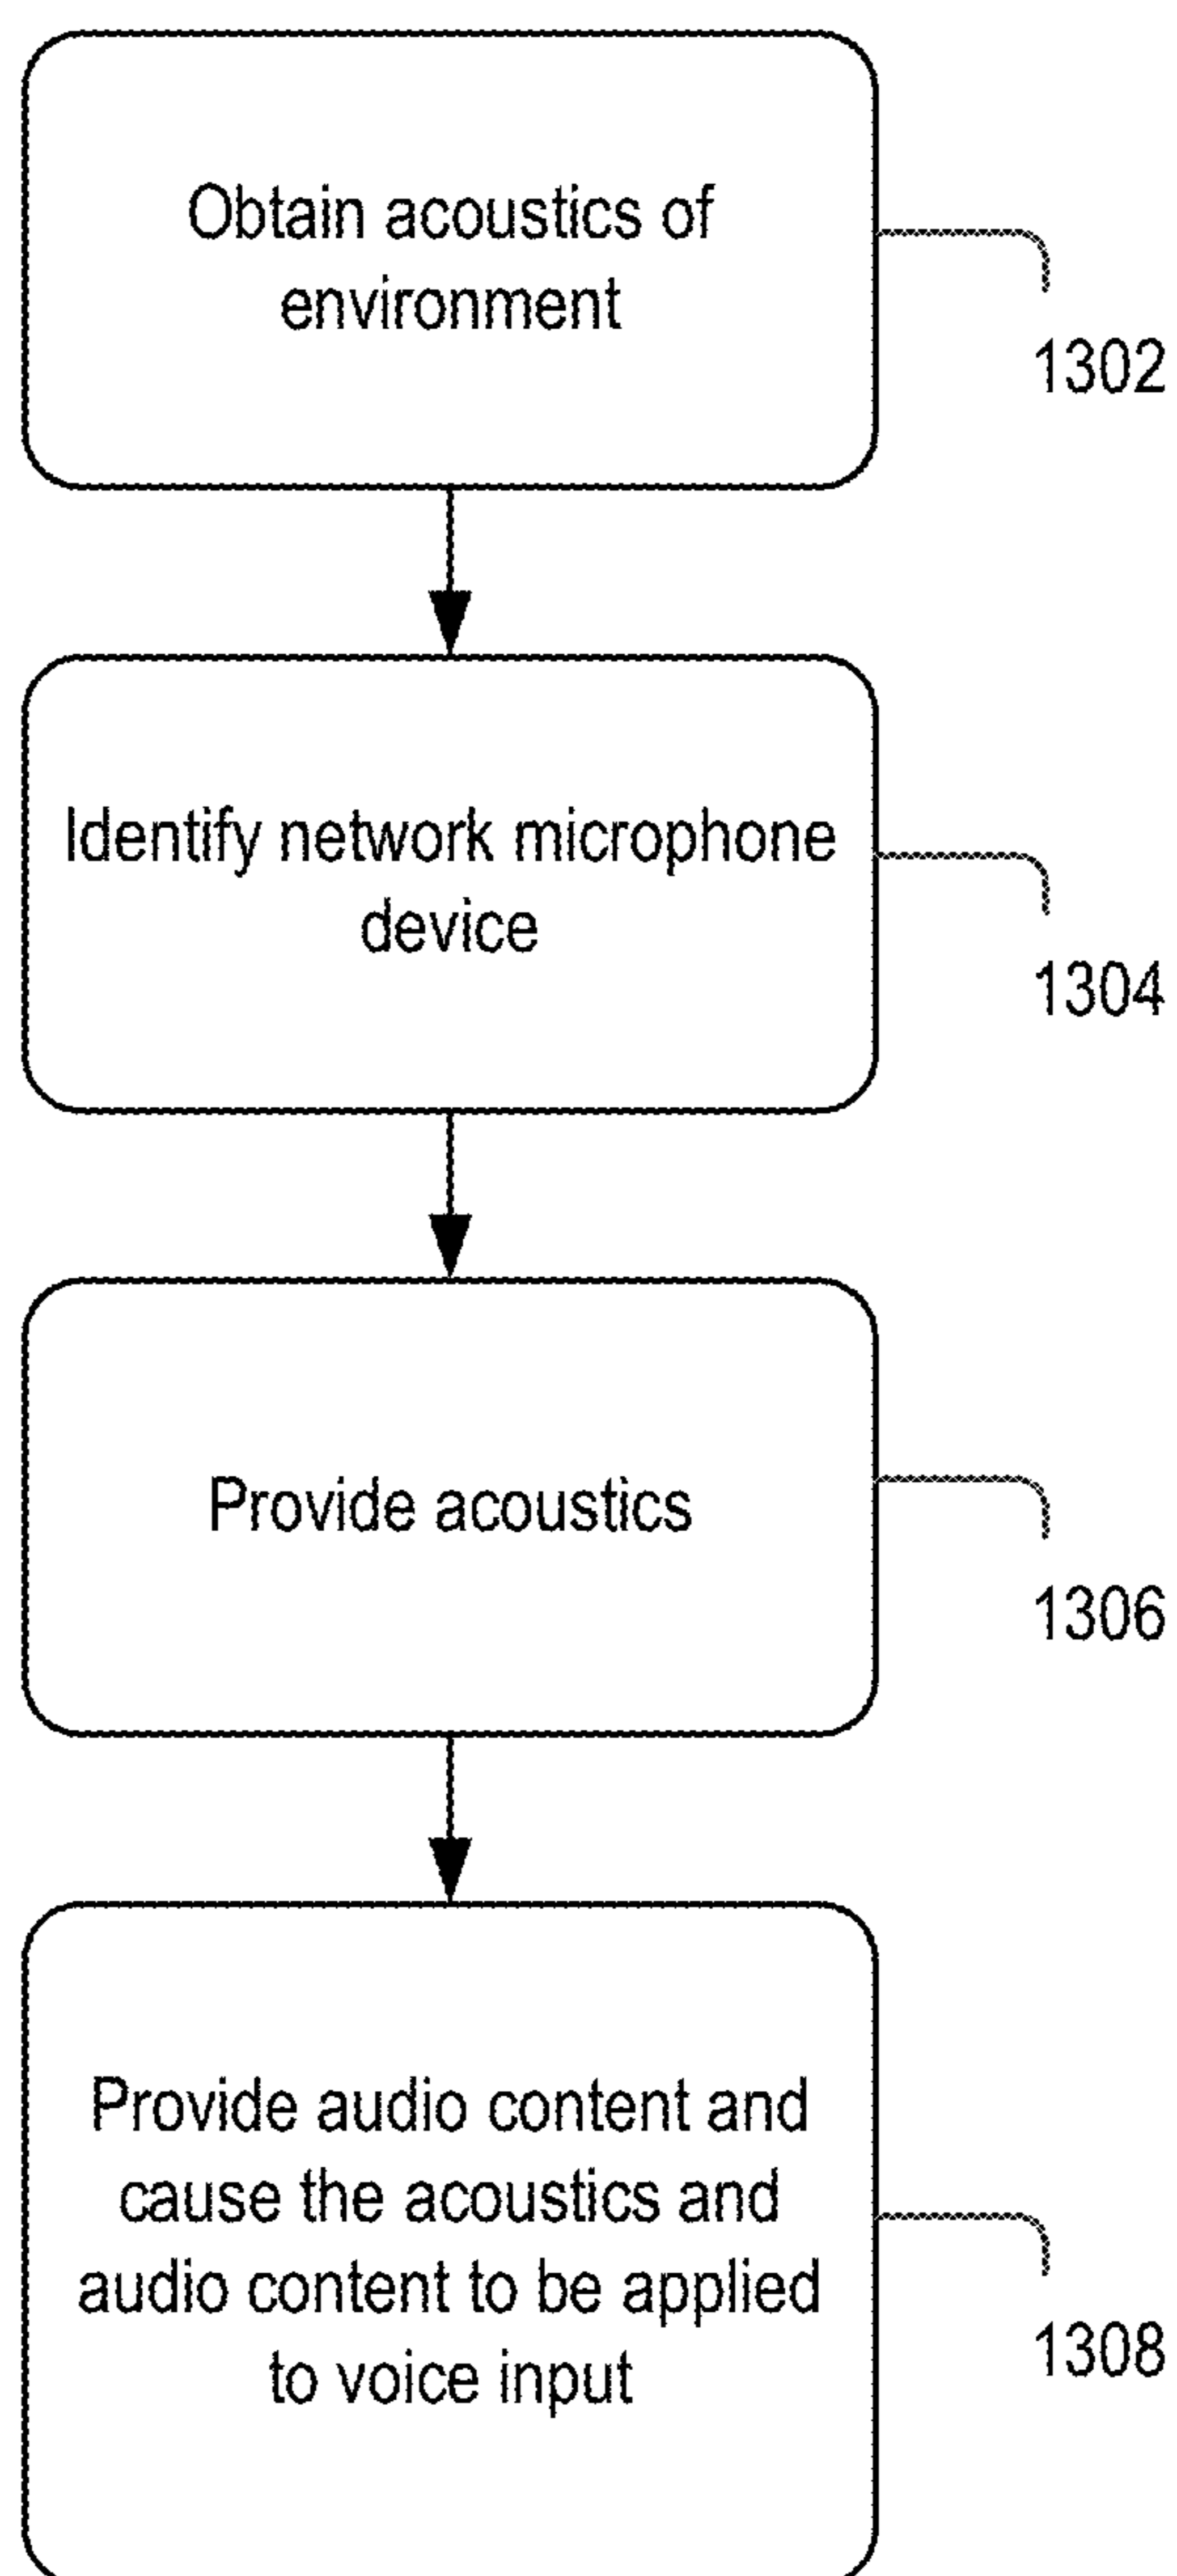 Obtain acoustics of
environment
1302
Identify network microphone
device
1304
Provide acoustics
1306
Provide audio content and
cause the acoustics and
audio content to be applied
to voice input
1308